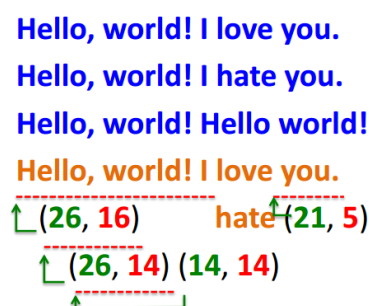 Hello, world! I love you.
Hello, world! I hate you.
Hello, world! Hello world!
Hello, world! I love you.
(26, 16) hate (21, 5)
(26, 14) (14, 14)